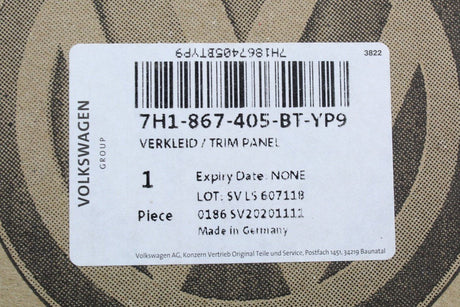 7H1867405BTYP9
3822
VOLKSWAGEN
GROUP
7H1-867-405-BT-YP9
VERKLEID / TRIM PANEL
1 Expiry Date: NONE
LOT: SV LS 607118
Piece 0186 SV20201111
Made in Germany
Volkswagen AG, Konzern Vertrieb Original Teile und Service, Postfach 1451, 34219 Baunatal